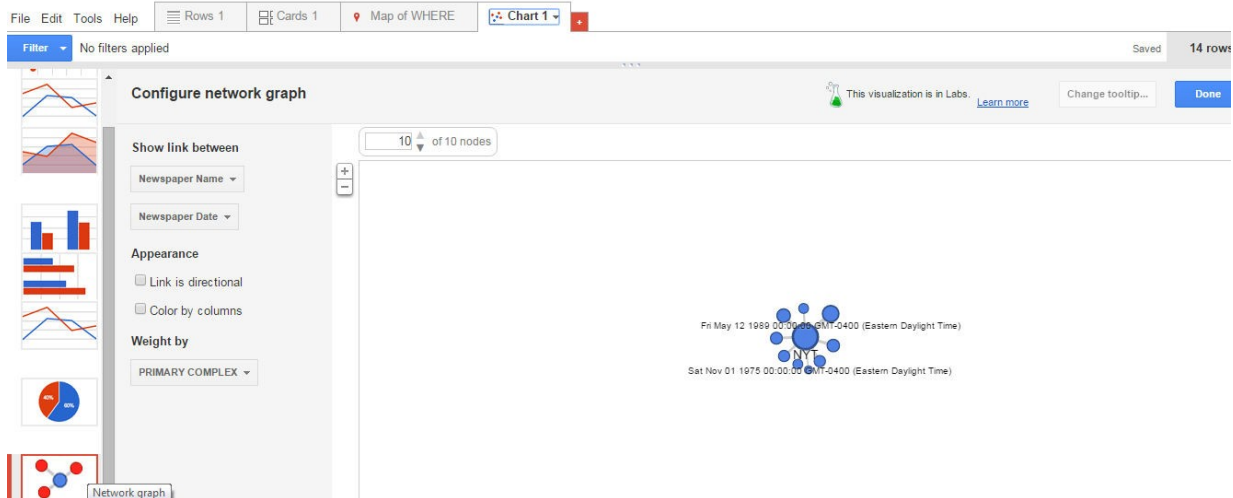 File Edit Tools Help Rows 1 Cards 1 Map of WHERE Chart 1 +
Filter No filters applied Saved 14 rows
Configure network graph This visualization is in Labs. Learn more Change tooltip... Done
10 of 10 nodes
Show link between
+
Newspaper Name
-
Newspaper Date
Appearance
Link is directional
Color by columns
Fri May 12 1989 00:00:00 GMT-0400 (Eastern Daylight Time)
Weight by
NYT
PRIMARY COMPLEX
Sat Nov 01 1975 00:00:00 GMT-0400 (Eastern Daylight Time)
40%
60%
Network graph